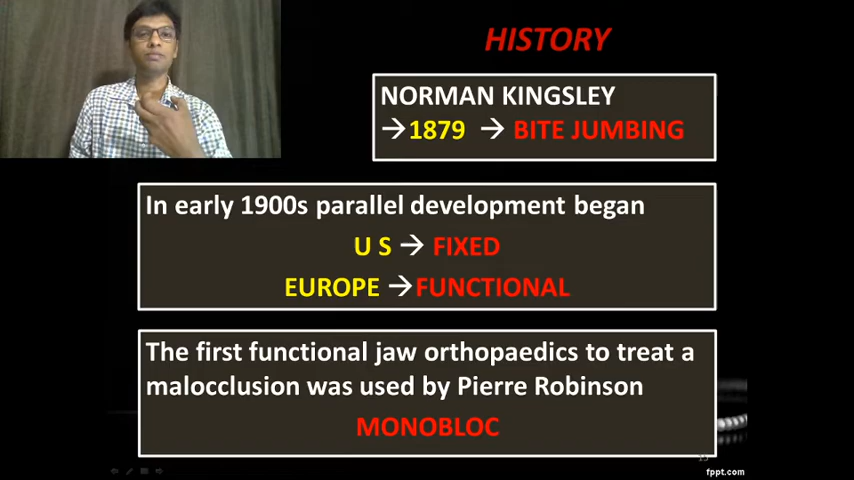 HISTORY
NORMAN KINGSLEY
→1879 → BITE JUMBING
In early 1900s parallel development began
U S → FIXED
EUROPE →FUNCTIONAL
The first functional jaw orthopaedics to treat a
malocclusion was used by Pierre Robinson
MONOBLOC
fppt.com